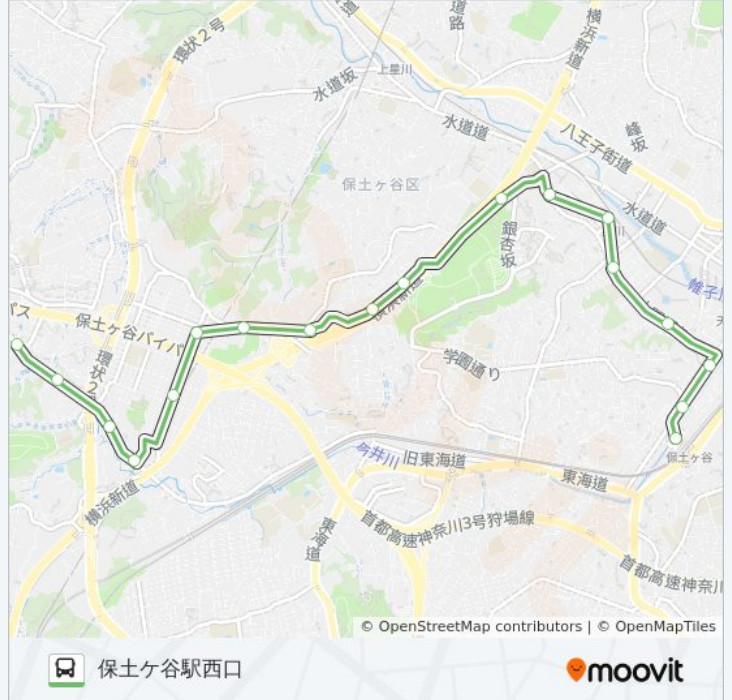 環状２号
道
道路
横浜新道
上星川
水道坂
水道道
八王子街道
峰坂
保土ヶ谷区
水道道
銀杏坂
川
帷子川
バス
保土ヶ谷バイパ
環状２
学園通り
今井川
旧東海道
保土ヶ谷
東海道
横浜新道
首都高速神奈川3号狩場線
東海道
首都高速神奈川
© OpenStreetMap contributors | © OpenMapTiles
保土ケ谷駅西口
moovit